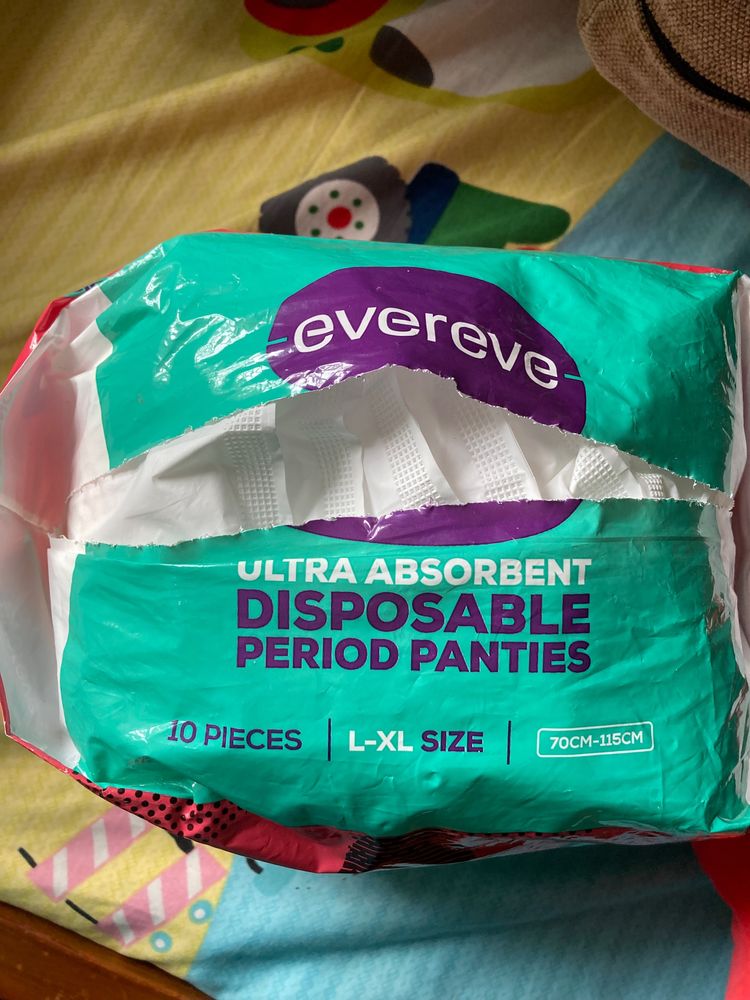 evereve
ULTRA ABSORBENT
DISPOSABLE
PERIOD PANTIES
10 PIECES | L-XL SIZE | 70CM-115CM